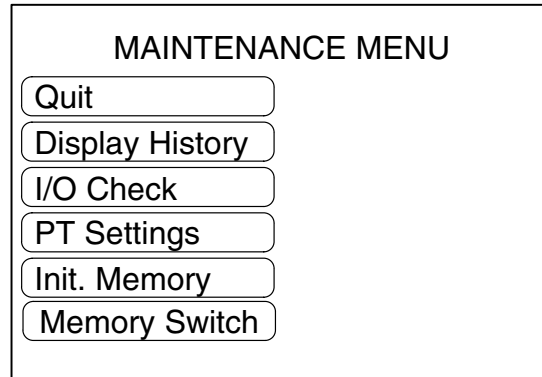 MAINTENANCE MENU
Quit
Display History
I/O Check
PT Settings
Init. Memory
Memory Switch